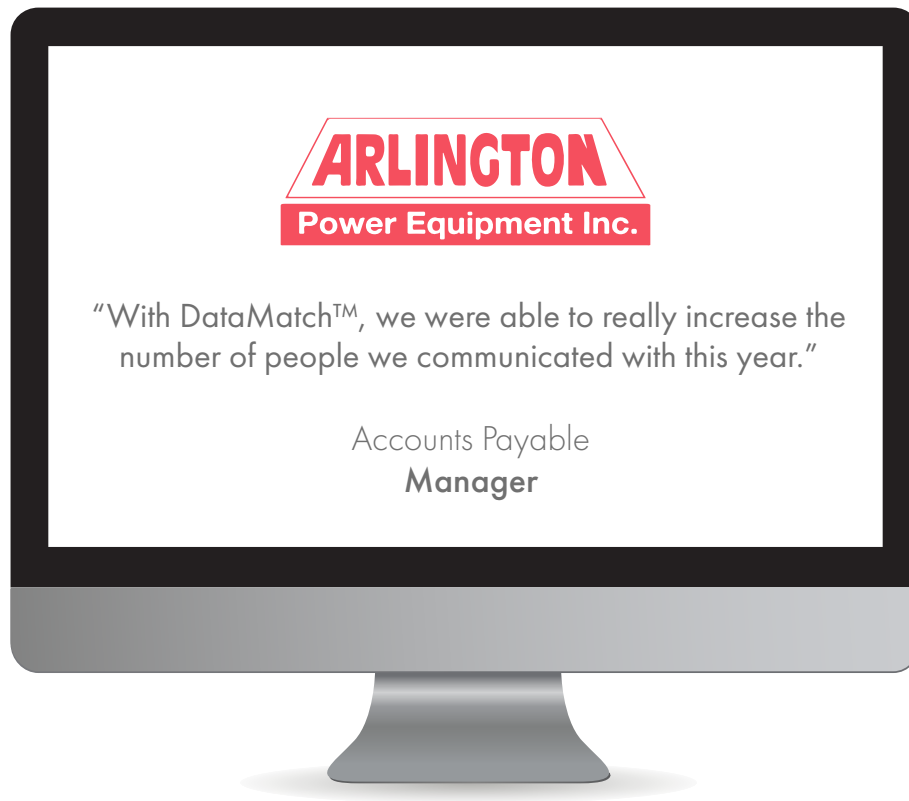 ARLINGTON
Power Equipment Inc.
“With DataMatch™, we were able to really increase the
number of people we communicated with this year.”
Accounts Payable
Manager